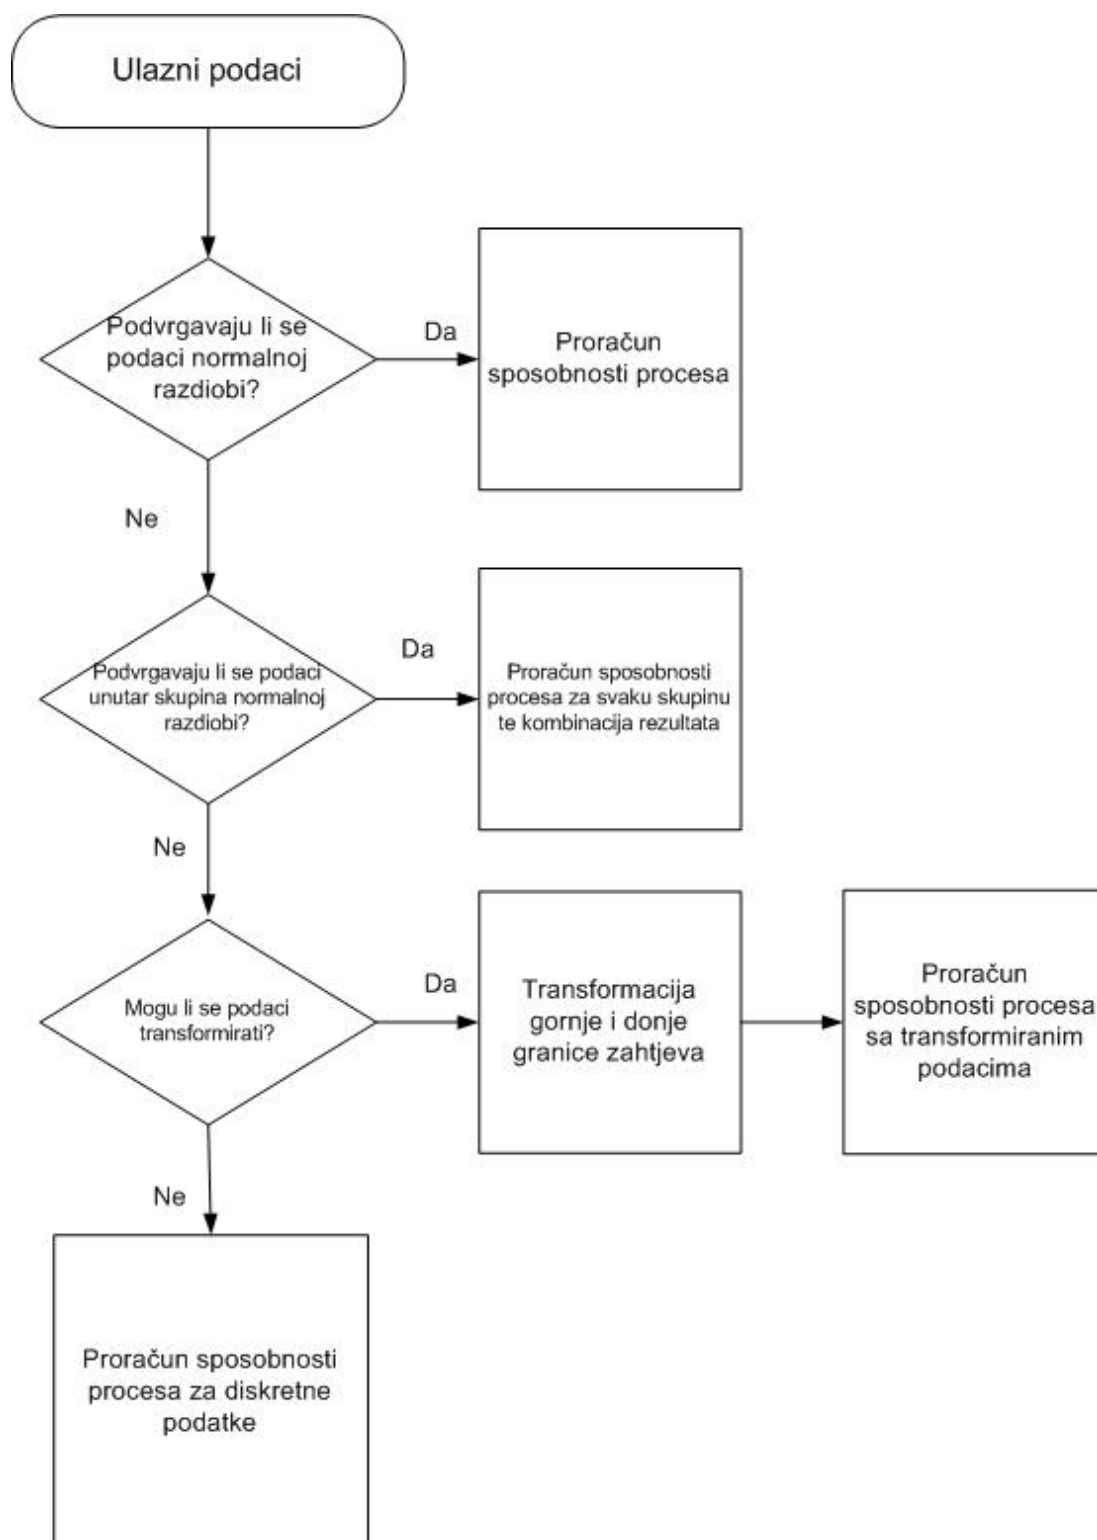 Ulazni podaci
Podvrgavaju li se
podaci normalnoj
razdiobi?
Da
Proračun
sposobnosti procesa
Ne
Podvrgavaju li se podaci
unutar skupina normalnoj
razdiobi?
Da
Proračun sposobnosti
procesa za svaku skupinu
te kombinacija rezultata
Ne
Mogu li se podaci
transformirati?
Da
Transformacija
gornje i donje
granice zahtjeva
Proračun
sposobnosti procesa
sa transformiranim
podacima
Ne
Proračun sposobnosti
procesa za diskretne
podatke